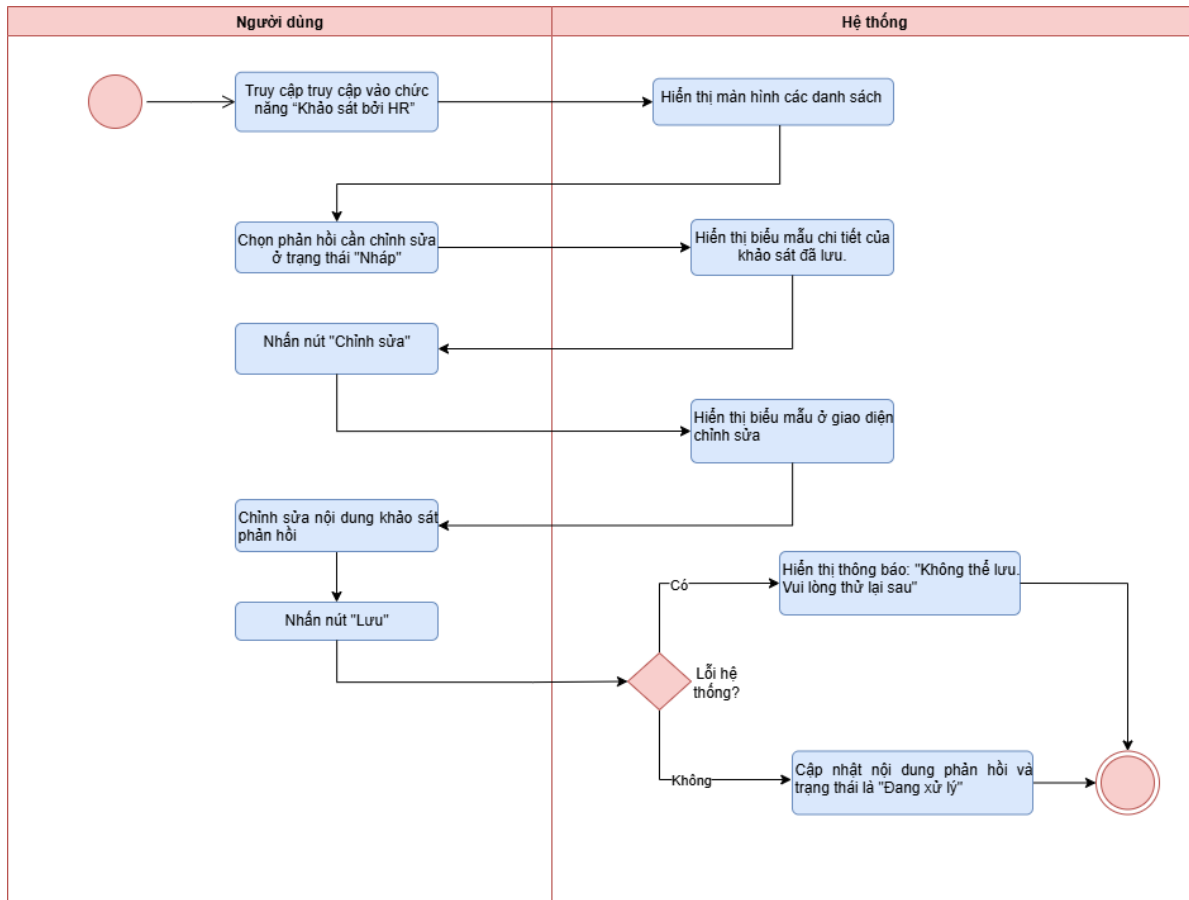 Người dùng
Hệ thống
Truy cập truy cập vào chức
năng “Khảo sát bởi HR”
Hiển thị màn hình các danh sách
Chọn phản hồi cần chỉnh sửa
ở trạng thái "Nháp"
Hiển thị biểu mẫu chi tiết của
khảo sát đã lưu.
Nhấn nút "Chỉnh sửa"
Hiển thị biểu mẫu ở giao diện
chỉnh sửa
Chỉnh sửa nội dung khảo sát
phản hồi
Nhấn nút "Lưu"
Có
Hiển thị thông báo: "Không thể lưu.
Vui lòng thử lại sau"
Lỗi hệ
thống?
Không
Cập nhật nội dung phản hồi và
trạng thái là "Đang xử lý"